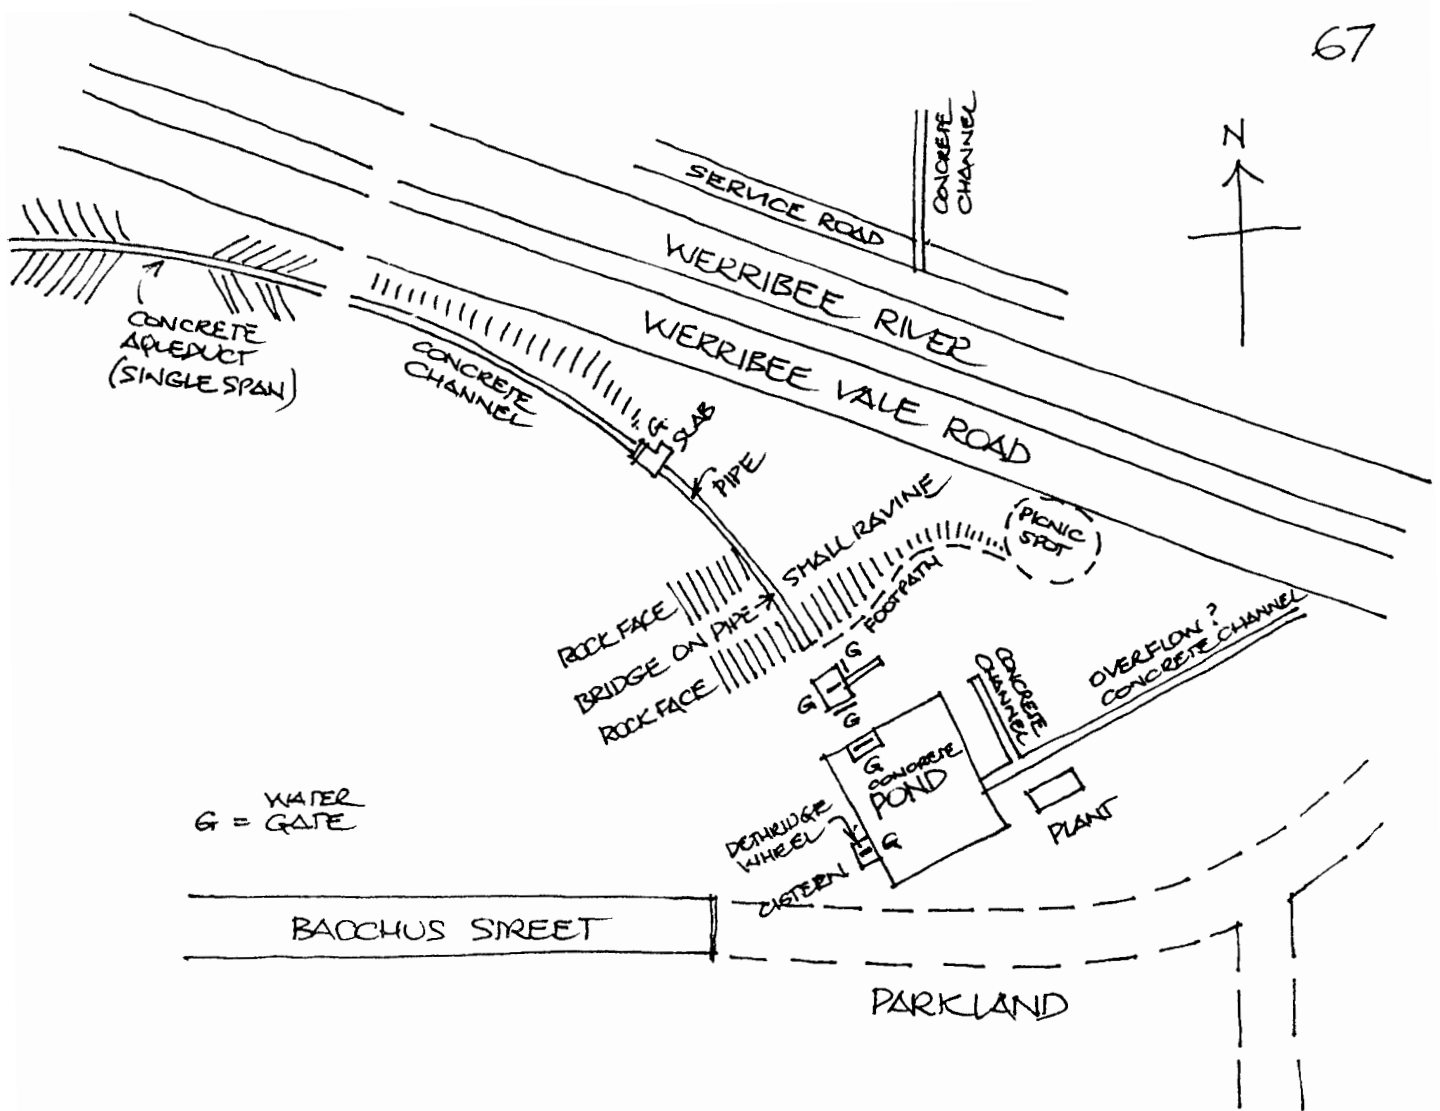 67
N
CONCRETE
CHANNEL
SERVICE ROAD
WERRIBEE RIVER
WERRIBEE VALE ROAD
CONCRETE
AQUEDUCT
(SINGLE SPAN)
CONCRETE
CHANNEL
G
SLAB
PIPE
SMALL RAVINE
PICNIC
SPOT
ROCK FACE
BRIDGE ON PIPE
ROCK FACE
FOOTPATH
G
G
G
G
CONCRETE
POND
CONCRETE
CHANNEL
OVERFLOW?
CONCRETE CHANNEL
PLANT
DETHRIDGE
WHEEL
G
CISTERN
G = WATER
GATE
BACCHUS STREET
PARKLAND